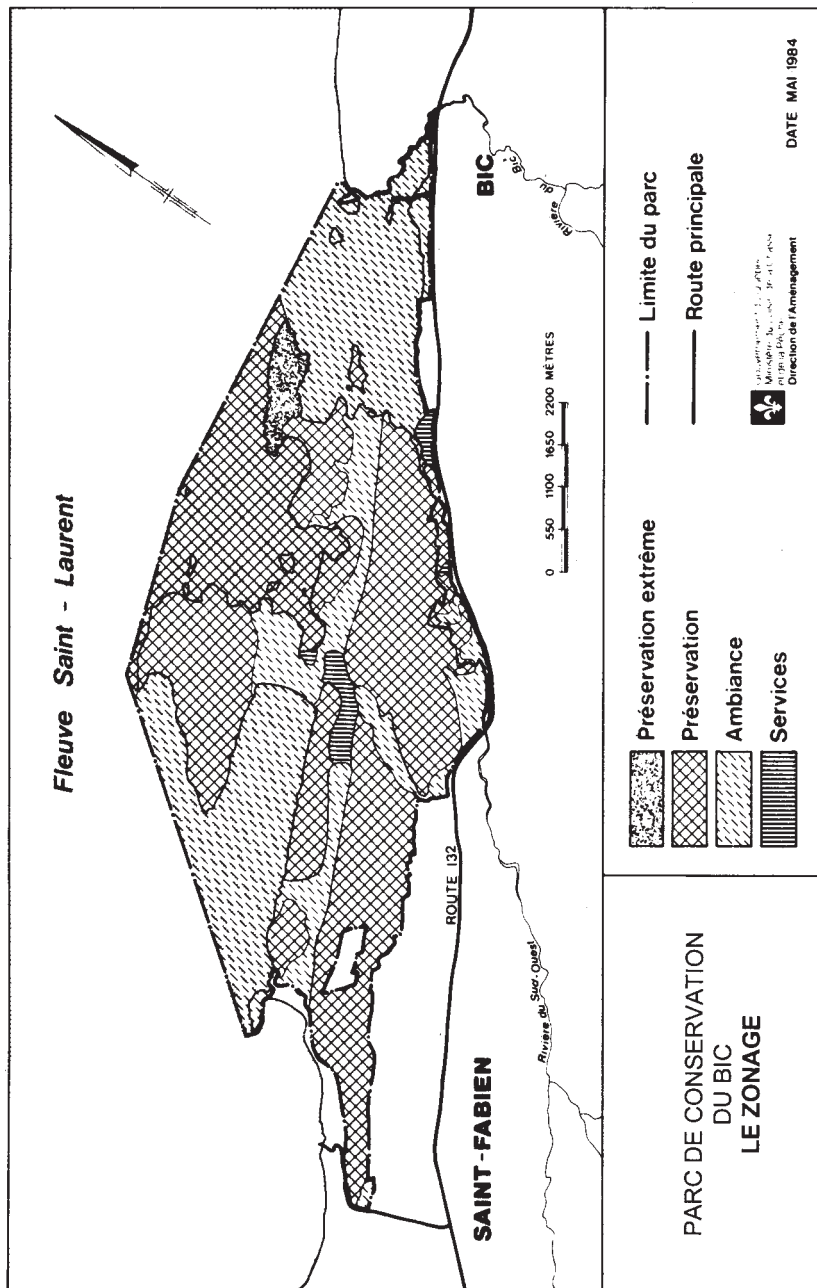 Fleuve Saint - Laurent
BIC
Rivière
du
Bic
SAINT-FABIEN
ROUTE 132
Rivière du Sud-Ouest
0 550 1100 1650 2200 MÈTRES
PARC DE CONSERVATION
DU BIC
LE ZONAGE
Préservation extrême
Préservation
Ambiance
Services
Limite du parc
Route principale
Direction de l'Aménagement
DATE MAI 1984